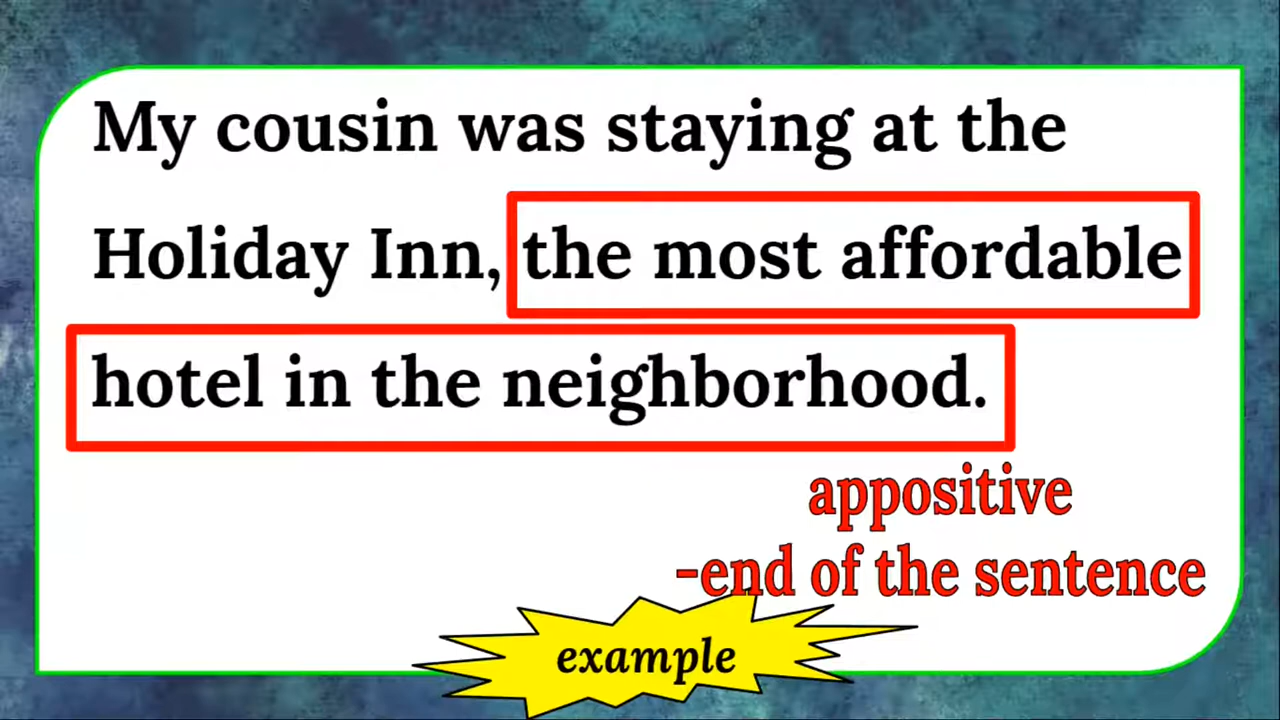 My cousin was staying at the
Holiday Inn, the most affordable
hotel in the neighborhood.
appositive
-end of the sentence
example